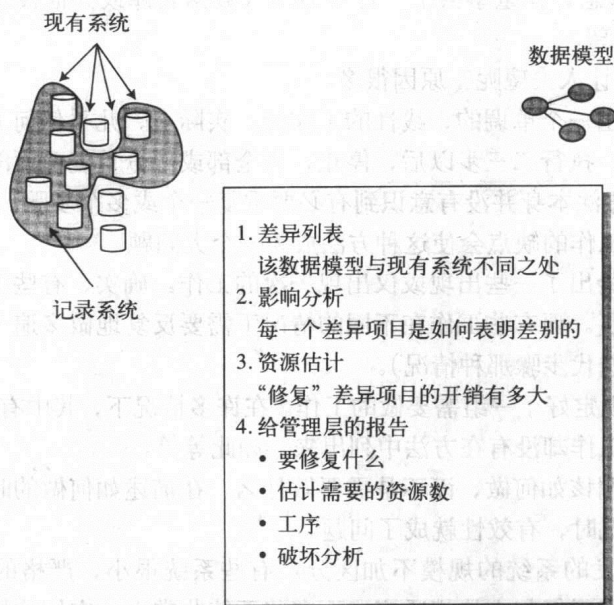 现有系统
数据模型
记录系统
1. 差异列表
该数据模型与现有系统不同之处
2. 影响分析
每一个差异项目是如何表明差别的
3. 资源估计
“修复”差异项目的开销有多大
4. 给管理层的报告
• 要修复什么
• 估计需要的资源数
• 工序
• 破坏分析